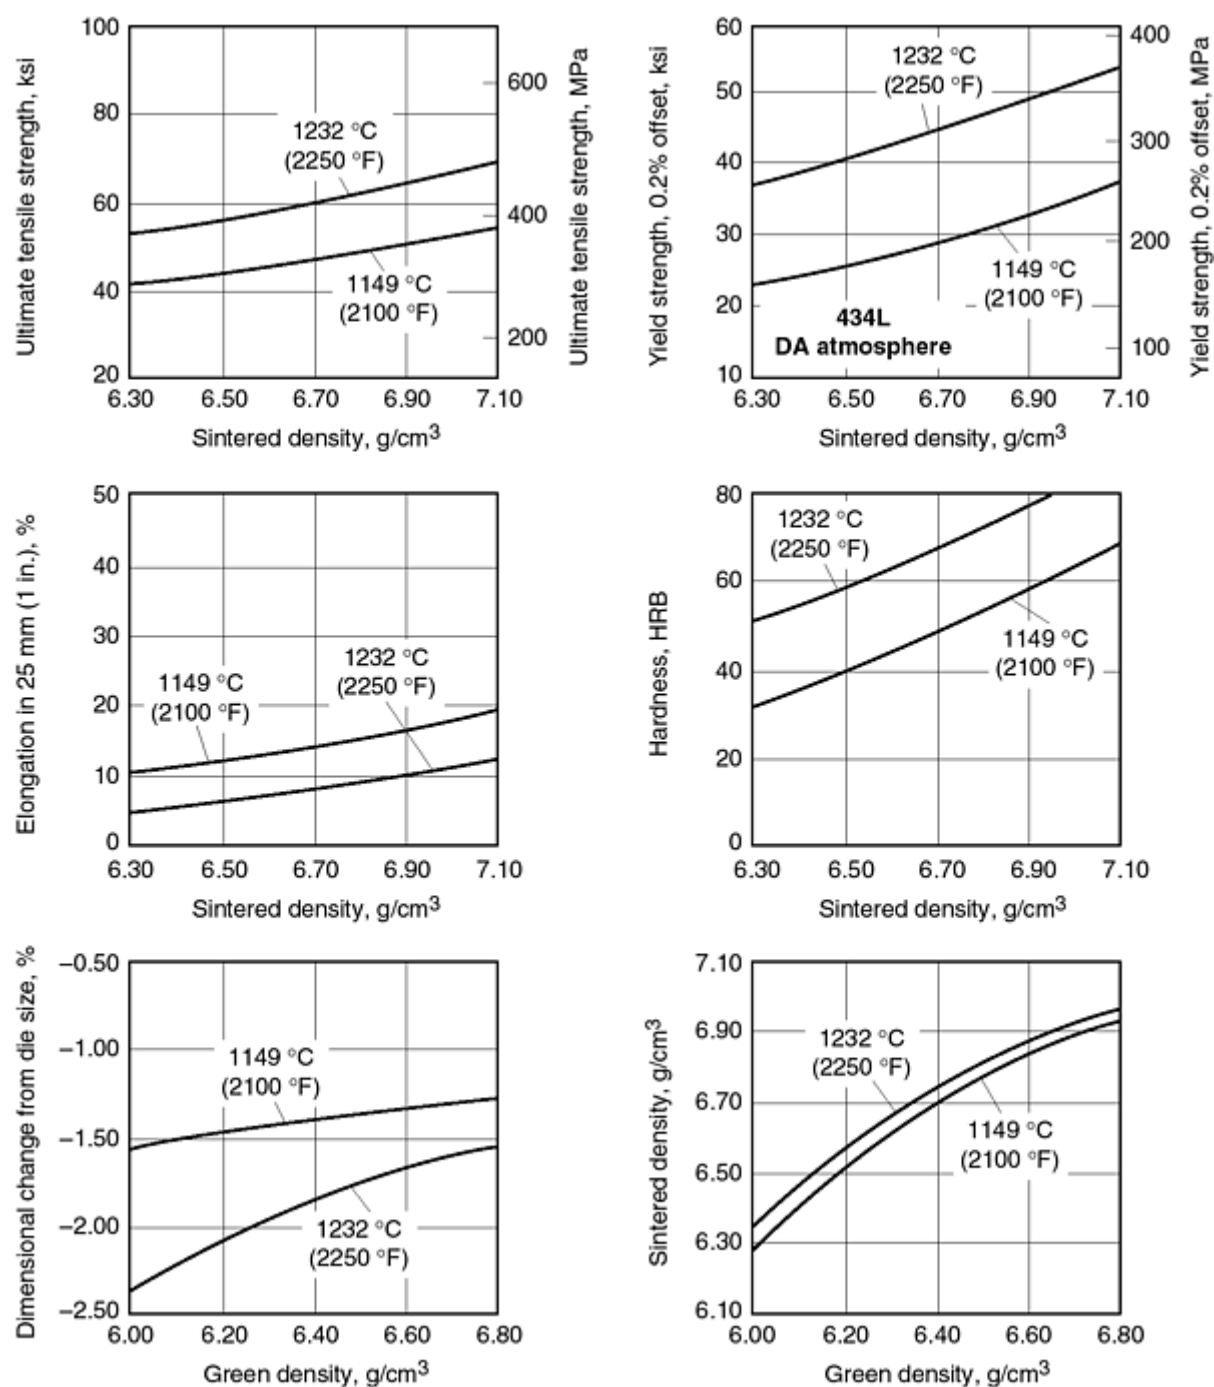 Ultimate tensile strength, ksi
100
80
60
40
20
1232 °C
(2250 °F)
1149 °C
(2100 °F)
600
400
200
Ultimate tensile strength, MPa
6.30 6.50 6.70 6.90 7.10
Sintered density, g/cm3
Yield strength, 0.2% offset, ksi
60
50
40
30
20
10
1232 °C
(2250 °F)
1149 °C
(2100 °F)
434L
DA atmosphere
400
300
200
100
Yield strength, 0.2% offset, MPa
6.30 6.50 6.70 6.90 7.10
Sintered density, g/cm3
Elongation in 25 mm (1 in.), %
50
40
30
20
10
0
1149 °C
(2100 °F)
1232 °C
(2250 °F)
6.30 6.50 6.70 6.90 7.10
Sintered density, g/cm3
Hardness, HRB
80
60
40
20
0
1232 °C
(2250 °F)
1149 °C
(2100 °F)
6.30 6.50 6.70 6.90 7.10
Sintered density, g/cm3
Dimensional change from die size, %
–0.50
–1.00
–1.50
–2.00
–2.50
1149 °C
(2100 °F)
1232 °C
(2250 °F)
6.00 6.20 6.40 6.60 6.80
Green density, g/cm3
Sintered density, g/cm3
7.10
6.90
6.70
6.50
6.30
6.10
1232 °C
(2250 °F)
1149 °C
(2100 °F)
6.00 6.20 6.40 6.60 6.80
Green density, g/cm3